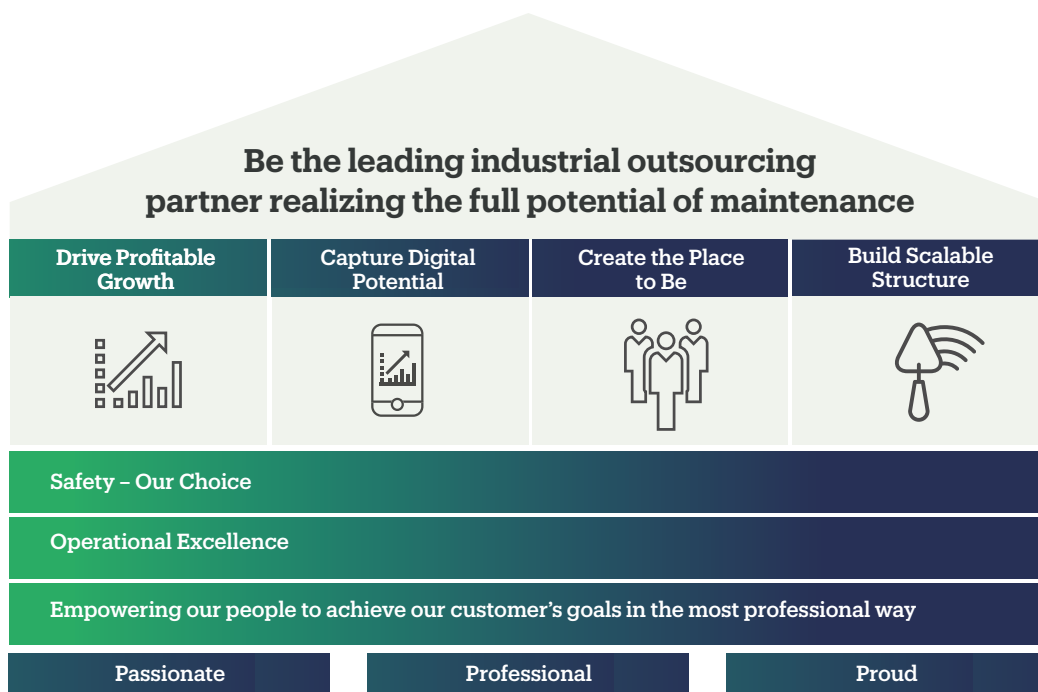 Be the leading industrial outsourcing
partner realizing the full potential of maintenance
Drive Profitable
Growth
Capture Digital
Potential
Create the Place
to Be
Build Scalable
Structure
Safety – Our Choice
Operational Excellence
Empowering our people to achieve our customer’s goals in the most professional way
Passionate
Professional
Proud